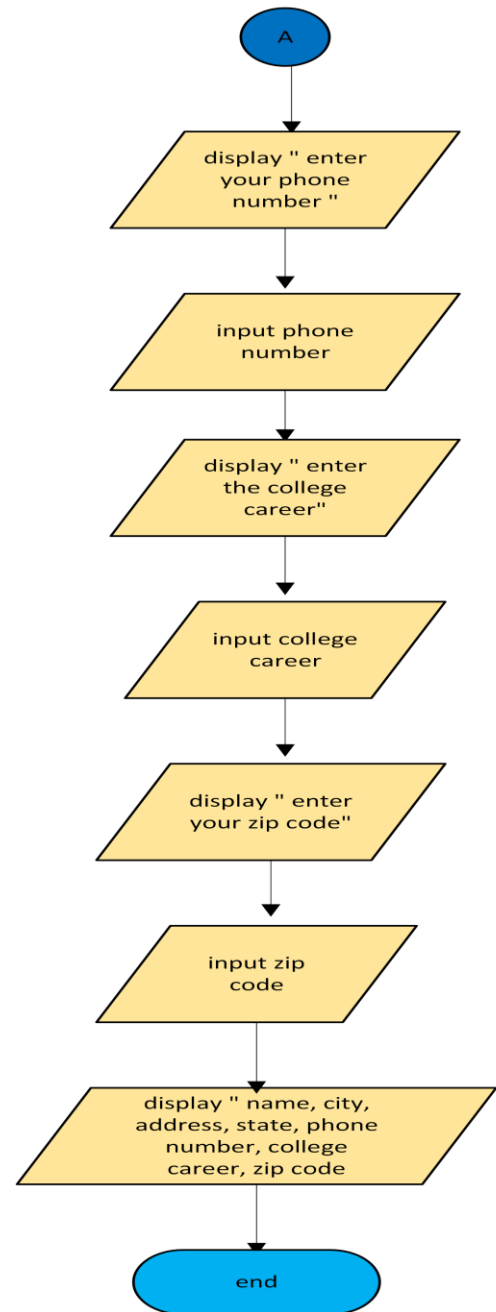 A
display " enter
your phone
number "
input phone
number
display " enter
the college
career"
input college
career
display " enter
your zip code"
input zip
code
display " name, city,
address, state, phone
number, college
career, zip code
end